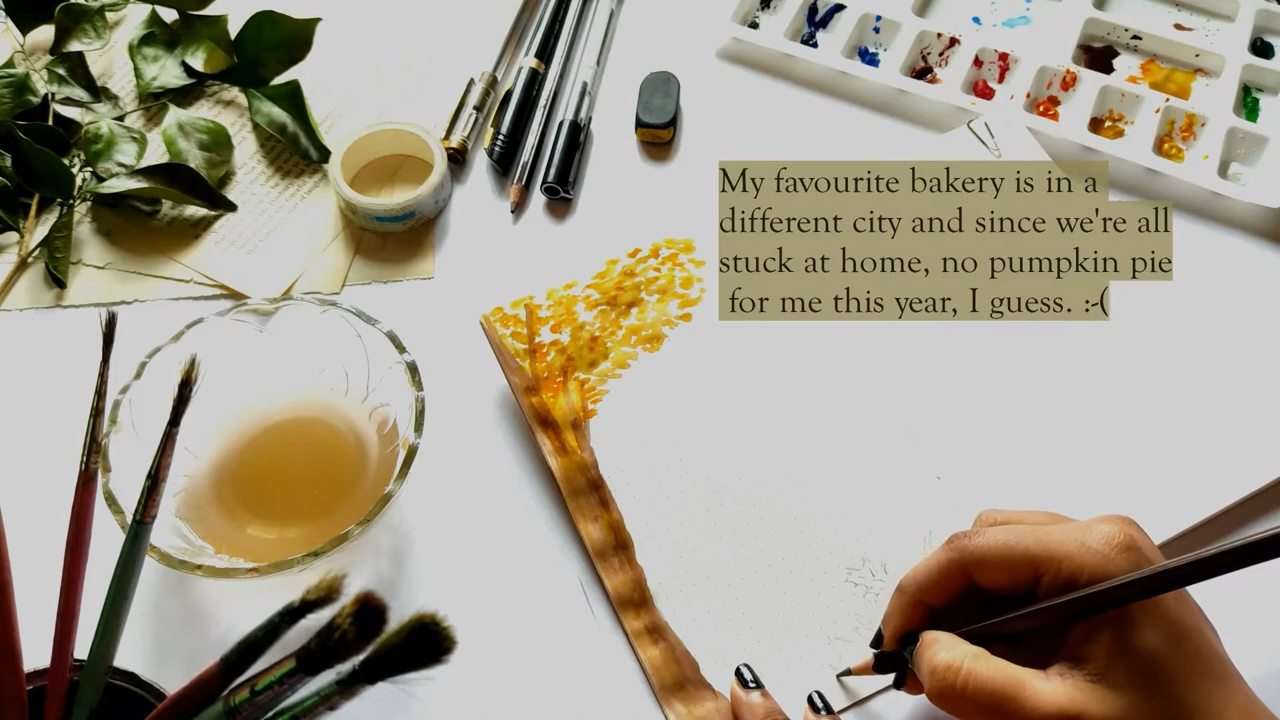 My favourite bakery is in a
different city and since we're all
stuck at home, no pumpkin pie
for me this year, I guess. :-(